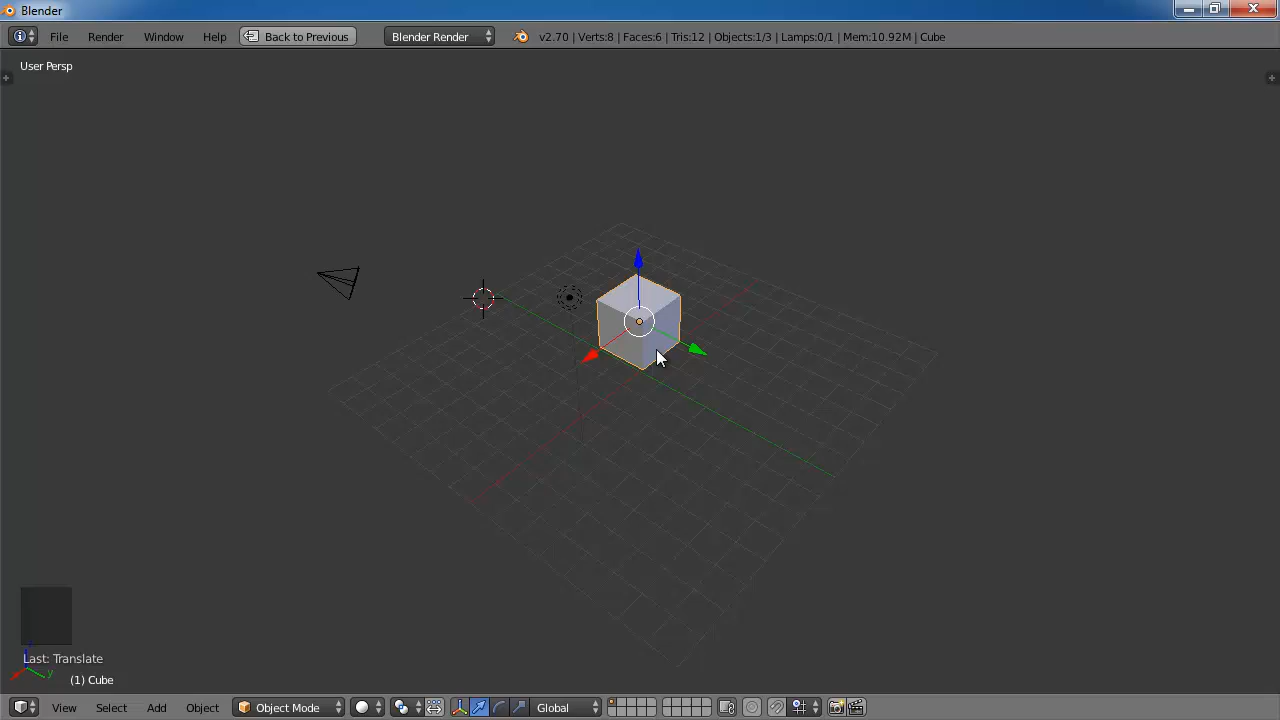 Blender
File Render Window Help Back to Previous Blender Render v2.70 | Verts:8 | Faces:6 | Tris:12 | Objects:1/3 | Lamps:0/1 | Mem:10.92M | Cube
User Persp
Last: Translate
y
(1) Cube
View Select Add Object Object Mode Global